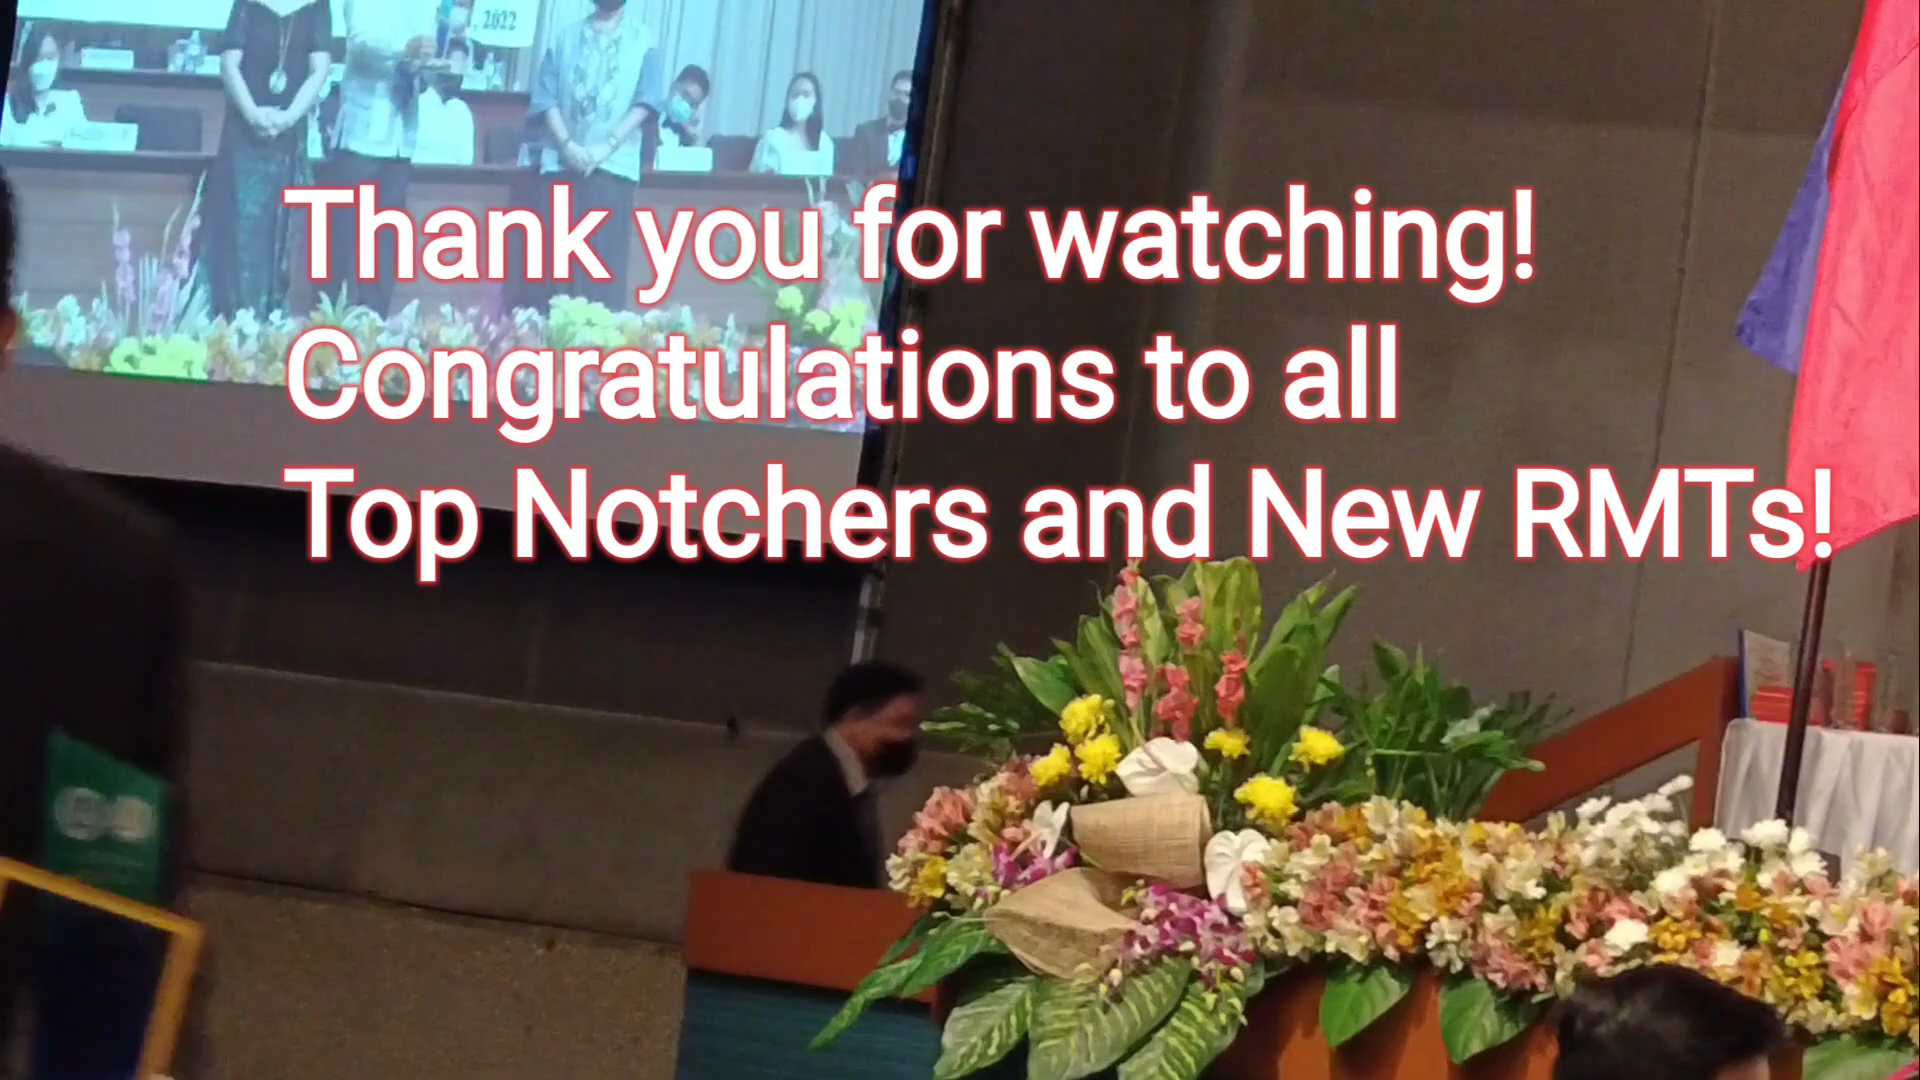 , 2022
Thank you for watching!
Congratulations to all
Top Notchers and New RMTs!